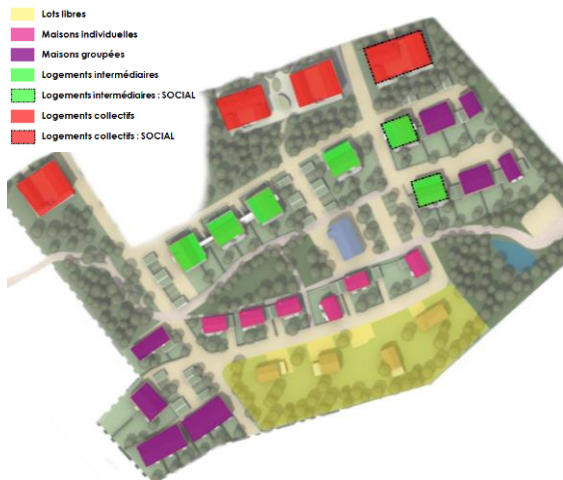 Lots libres
Maisons individuelles
Maisons groupées
Logements intermédiaires
Logements intermédiaires : SOCIAL
Logements collectifs
Logements collectifs : SOCIAL